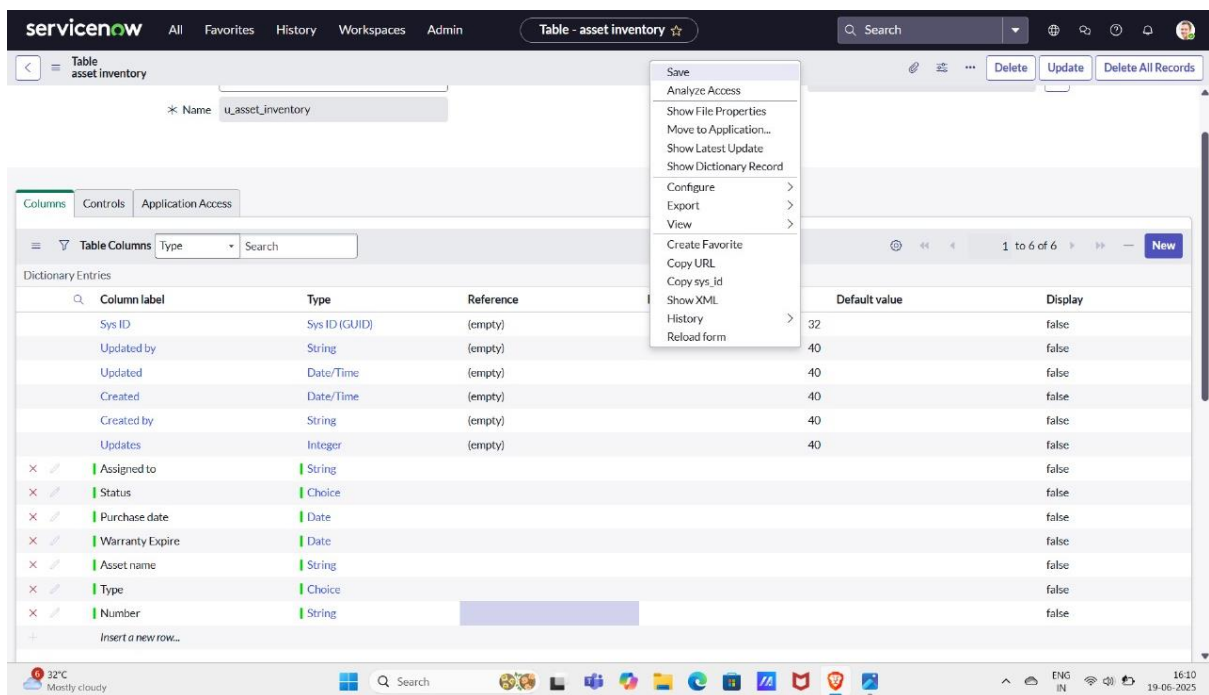 servicenow All Favorites History Workspaces Admin Table - asset inventory Search
Table
asset inventory
Delete Update Delete All Records
Name u_asset_inventory
Save
Analyze Access
Show File Properties
Move to Application...
Show Latest Update
Show Dictionary Record
Configure
Export
View
Create Favorite
Copy URL
Copy sys_id
Show XML
History
Reload form
Columns Controls Application Access
Table Columns Type Search 1 to 6 of 6 New
Dictionary Entries
Column label Type Reference Default value Display
Sys ID Sys ID (GUID) (empty) 32 false
Updated by String (empty) 40 false
Updated Date/Time (empty) 40 false
Created Date/Time (empty) 40 false
Created by String (empty) 40 false
Updates Integer (empty) 40 false
Assigned to String false
Status Choice false
Purchase date Date false
Warranty Expire Date false
Asset name String false
Type Choice false
Number String false
Insert a new row...
6 32°C
Mostly cloudy
Search
ENG
IN
16:10
19-06-2025